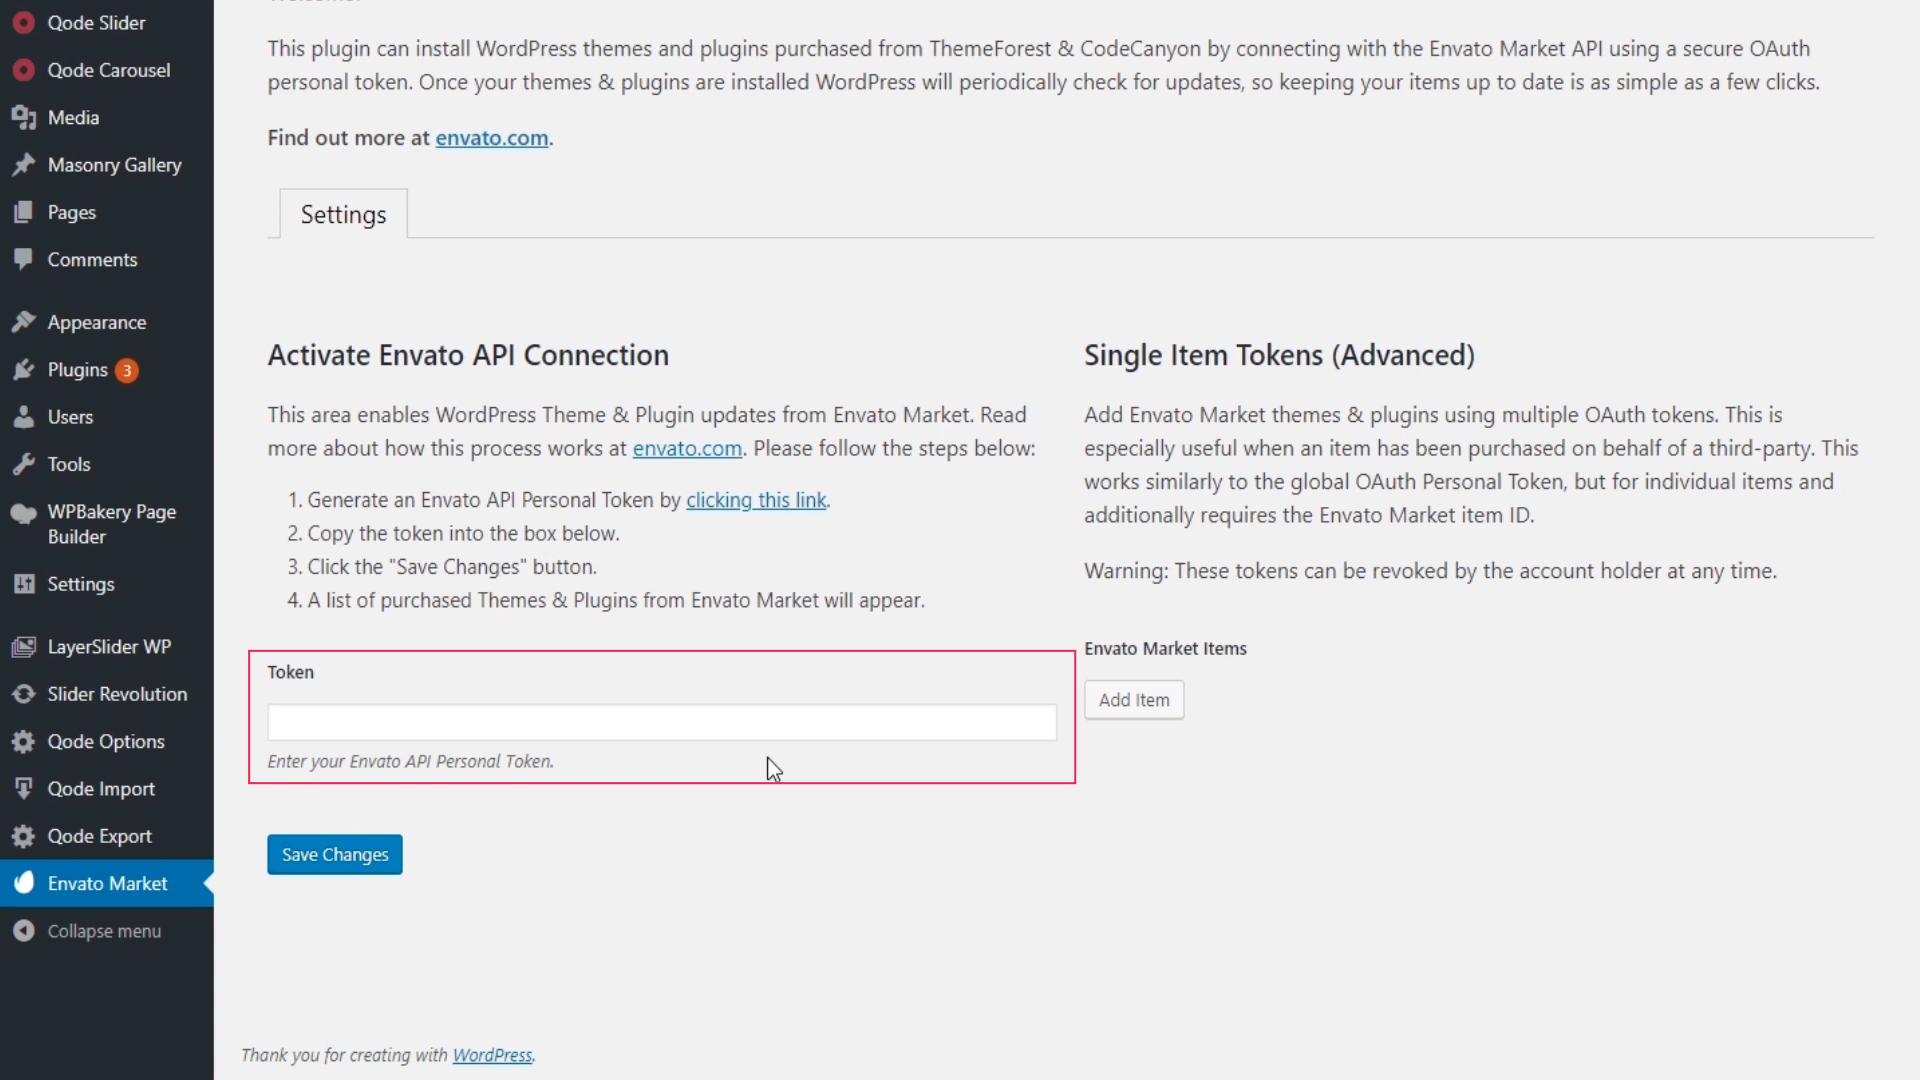 Qode Slider
Qode Carousel
Media
Masonry Gallery
Pages
Comments
Appearance
Plugins 3
Users
Tools
WPBakery Page
Builder
Settings
LayerSlider WP
Slider Revolution
Qode Options
Qode Import
Qode Export
Envato Market
Collapse menu
This plugin can install WordPress themes and plugins purchased from ThemeForest & CodeCanyon by connecting with the Envato Market API using a secure OAuth
personal token. Once your themes & plugins are installed WordPress will periodically check for updates, so keeping your items up to date is as simple as a few clicks.
Find out more at envato.com.
Settings
Activate Envato API Connection
This area enables WordPress Theme & Plugin updates from Envato Market. Read
more about how this process works at envato.com. Please follow the steps below:
1. Generate an Envato API Personal Token by clicking this link.
2. Copy the token into the box below.
3. Click the "Save Changes" button.
4. A list of purchased Themes & Plugins from Envato Market will appear.
Token
Enter your Envato API Personal Token.
Save Changes
Single Item Tokens (Advanced)
Add Envato Market themes & plugins using multiple OAuth tokens. This is
especially useful when an item has been purchased on behalf of a third-party. This
works similarly to the global OAuth Personal Token, but for individual items and
additionally requires the Envato Market item ID.
Warning: These tokens can be revoked by the account holder at any time.
Envato Market Items
Add Item
Thank you for creating with WordPress.